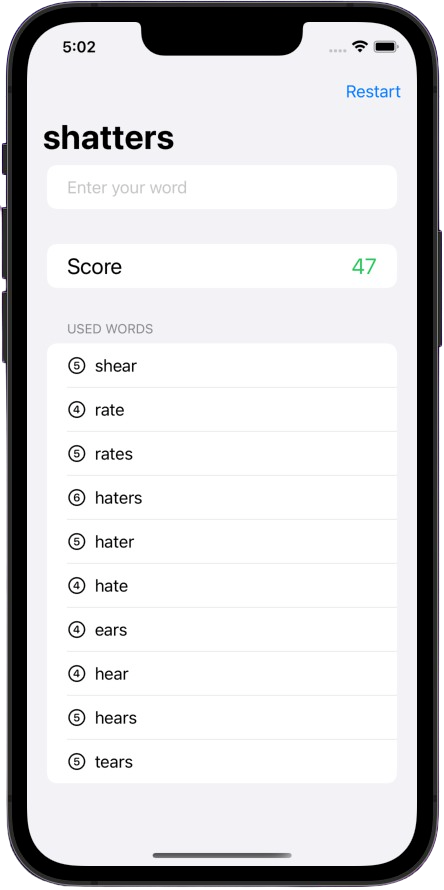 5:02
Restart
shatters
Enter your word
Score 47
USED WORDS
5 shear
4 rate
5 rates
6 haters
5 hater
4 hate
4 ears
4 hear
5 hears
5 tears